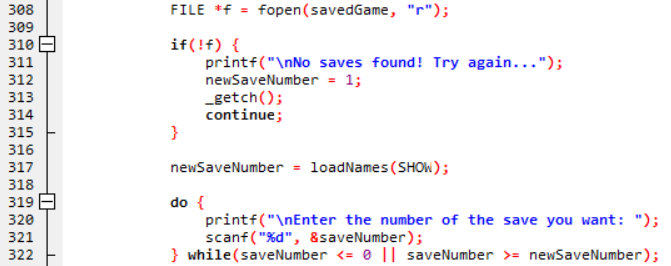 308 FILE *f = fopen(savedGame, "r");
309
310 if(!f) {
311 printf("\nNo saves found! Try again...");
312 newSaveNumber = 1;
313 _getch();
314 continue;
315 }
316
317 newSaveNumber = loadNames(SHOW);
318
319 do {
320 printf("\nEnter the number of the save you want: ");
321 scanf("%d", &saveNumber);
322 } while(saveNumber <= 0 || saveNumber >= newSaveNumber);